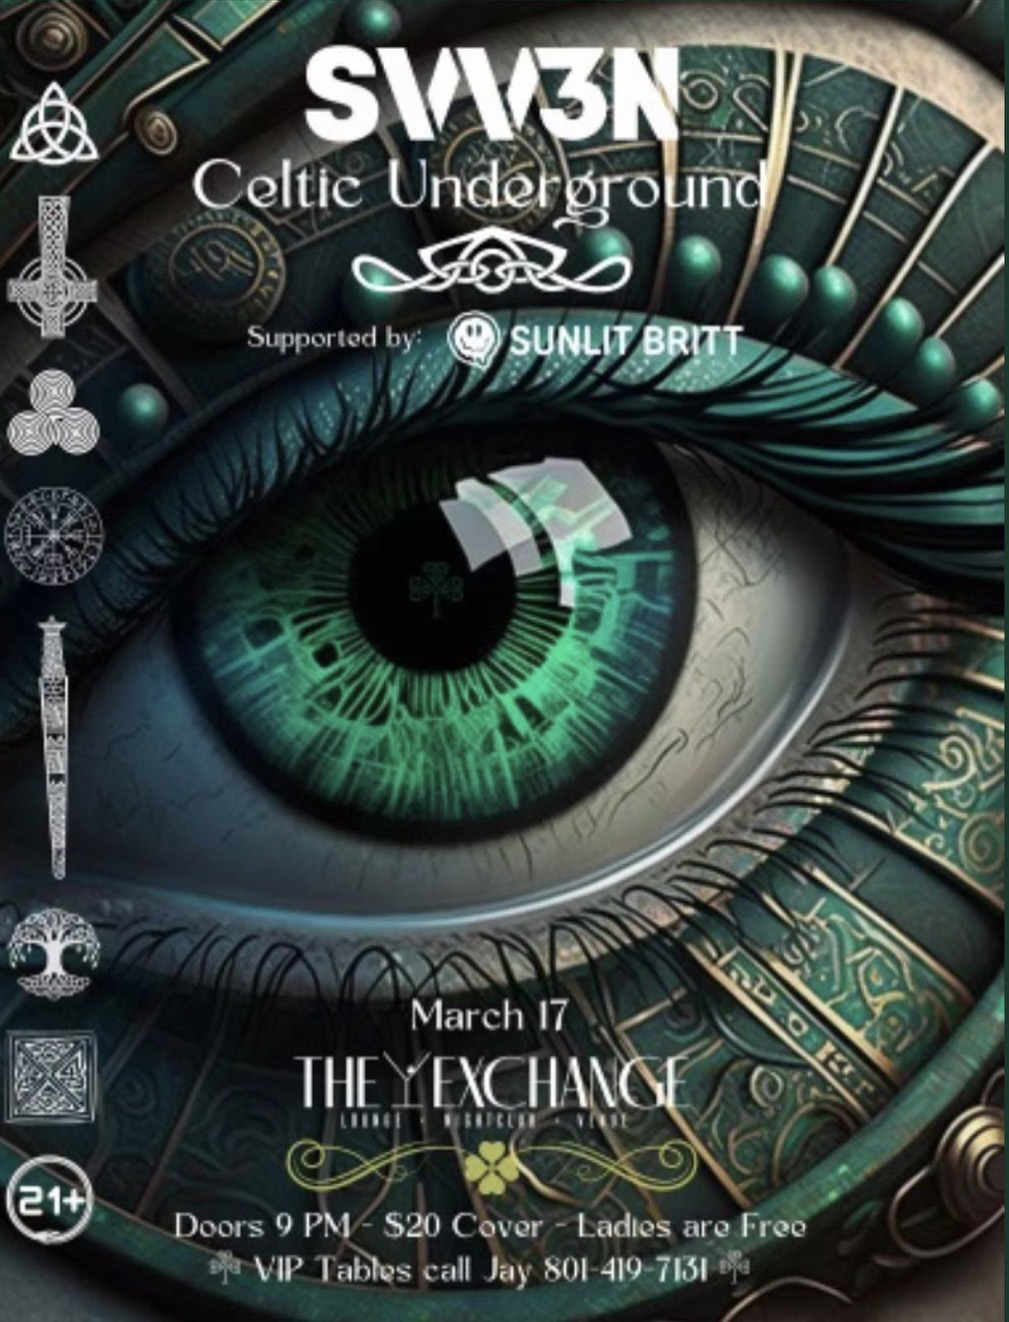 SVV3N
Celtic Underground
Supported by: SUNLIT BRITT
March 17
THE EXCHANGE
LOUNGE - NIGHTCLUB - VENUE
21+
Doors 9 PM - $20 Cover - Ladies are Free
VIP Tables call Jay 801-419-7131